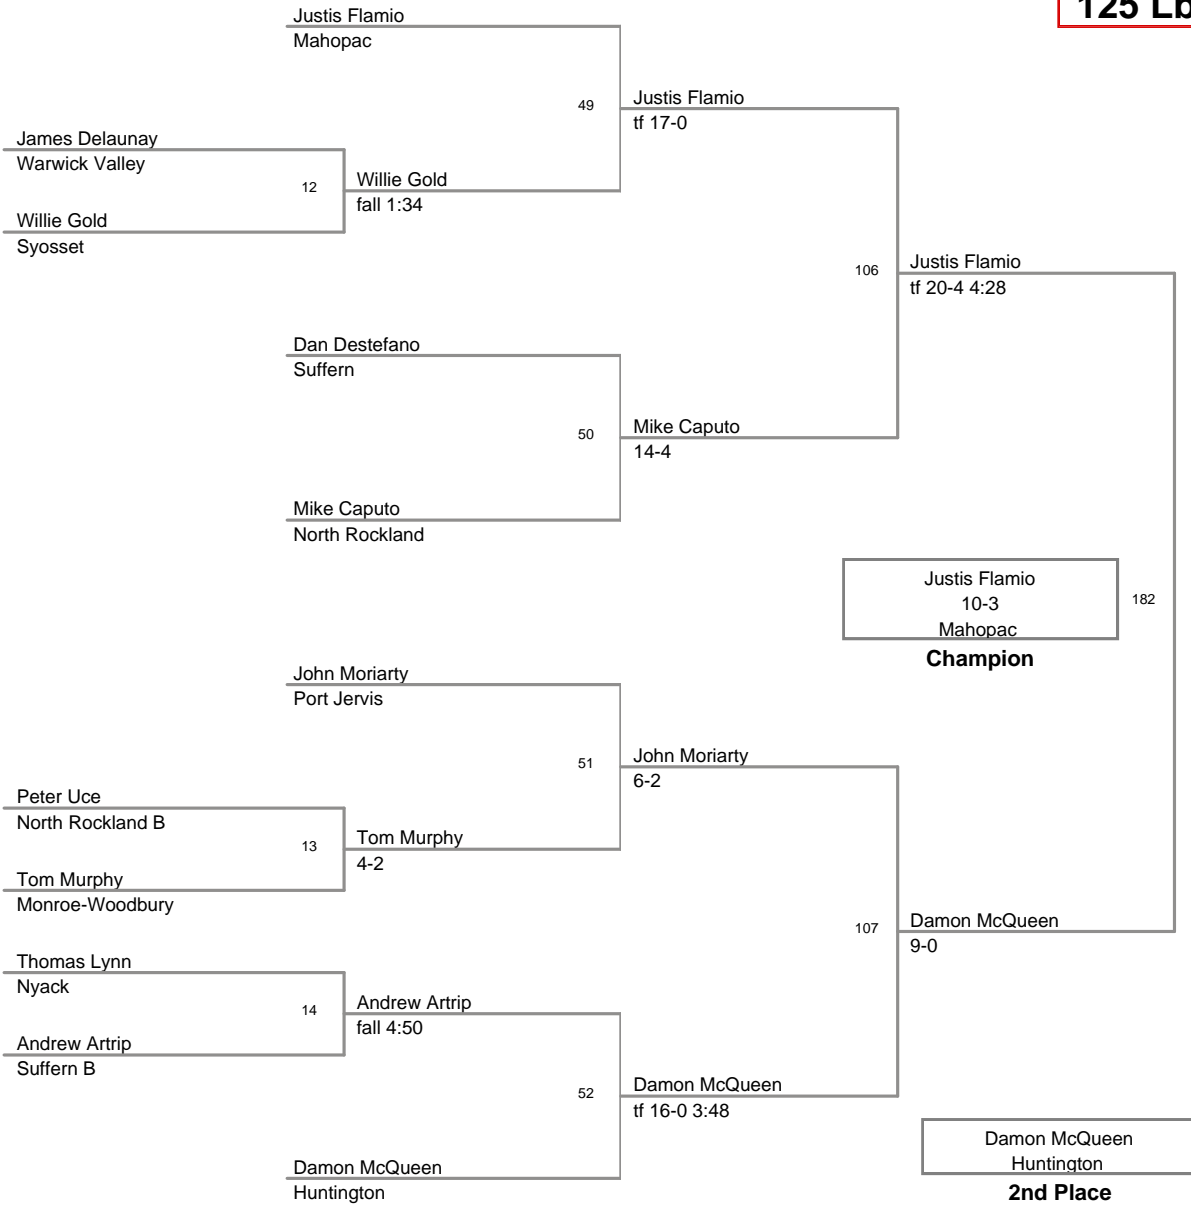 125 Lb
Justis Flamio
Mahopac
49
Justis Flamio
tf 17-0
James Delaunay
Warwick Valley
12
Willie Gold
fall 1:34
Willie Gold
Syosset
106
Justis Flamio
tf 20-4 4:28
Dan Destefano
Suffern
50
Mike Caputo
14-4
Mike Caputo
North Rockland
Justis Flamio
10-3
Mahopac
182
Champion
John Moriarty
Port Jervis
51
John Moriarty
6-2
Peter Uce
North Rockland B
13
Tom Murphy
4-2
Tom Murphy
Monroe-Woodbury
107
Damon McQueen
9-0
Thomas Lynn
Nyack
14
Andrew Artrip
fall 4:50
Andrew Artrip
Suffern B
52
Damon McQueen
tf 16-0 3:48
Damon McQueen
Huntington
Damon McQueen
Huntington
2nd Place